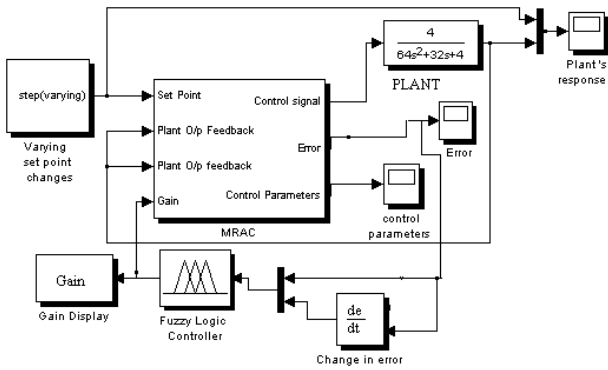 4
64s²+32s+4
PLANT
Plant's
response
step(varying)
Varying
set point
changes
Set Point
Control signal
Plant O/p Feedback
Error
Plant O/p feedback
Control Parameters
Gain
MRAC
Error
control
parameters
Gain
Gain Display
Fuzzy Logic
Controller
de
dt
Change in error